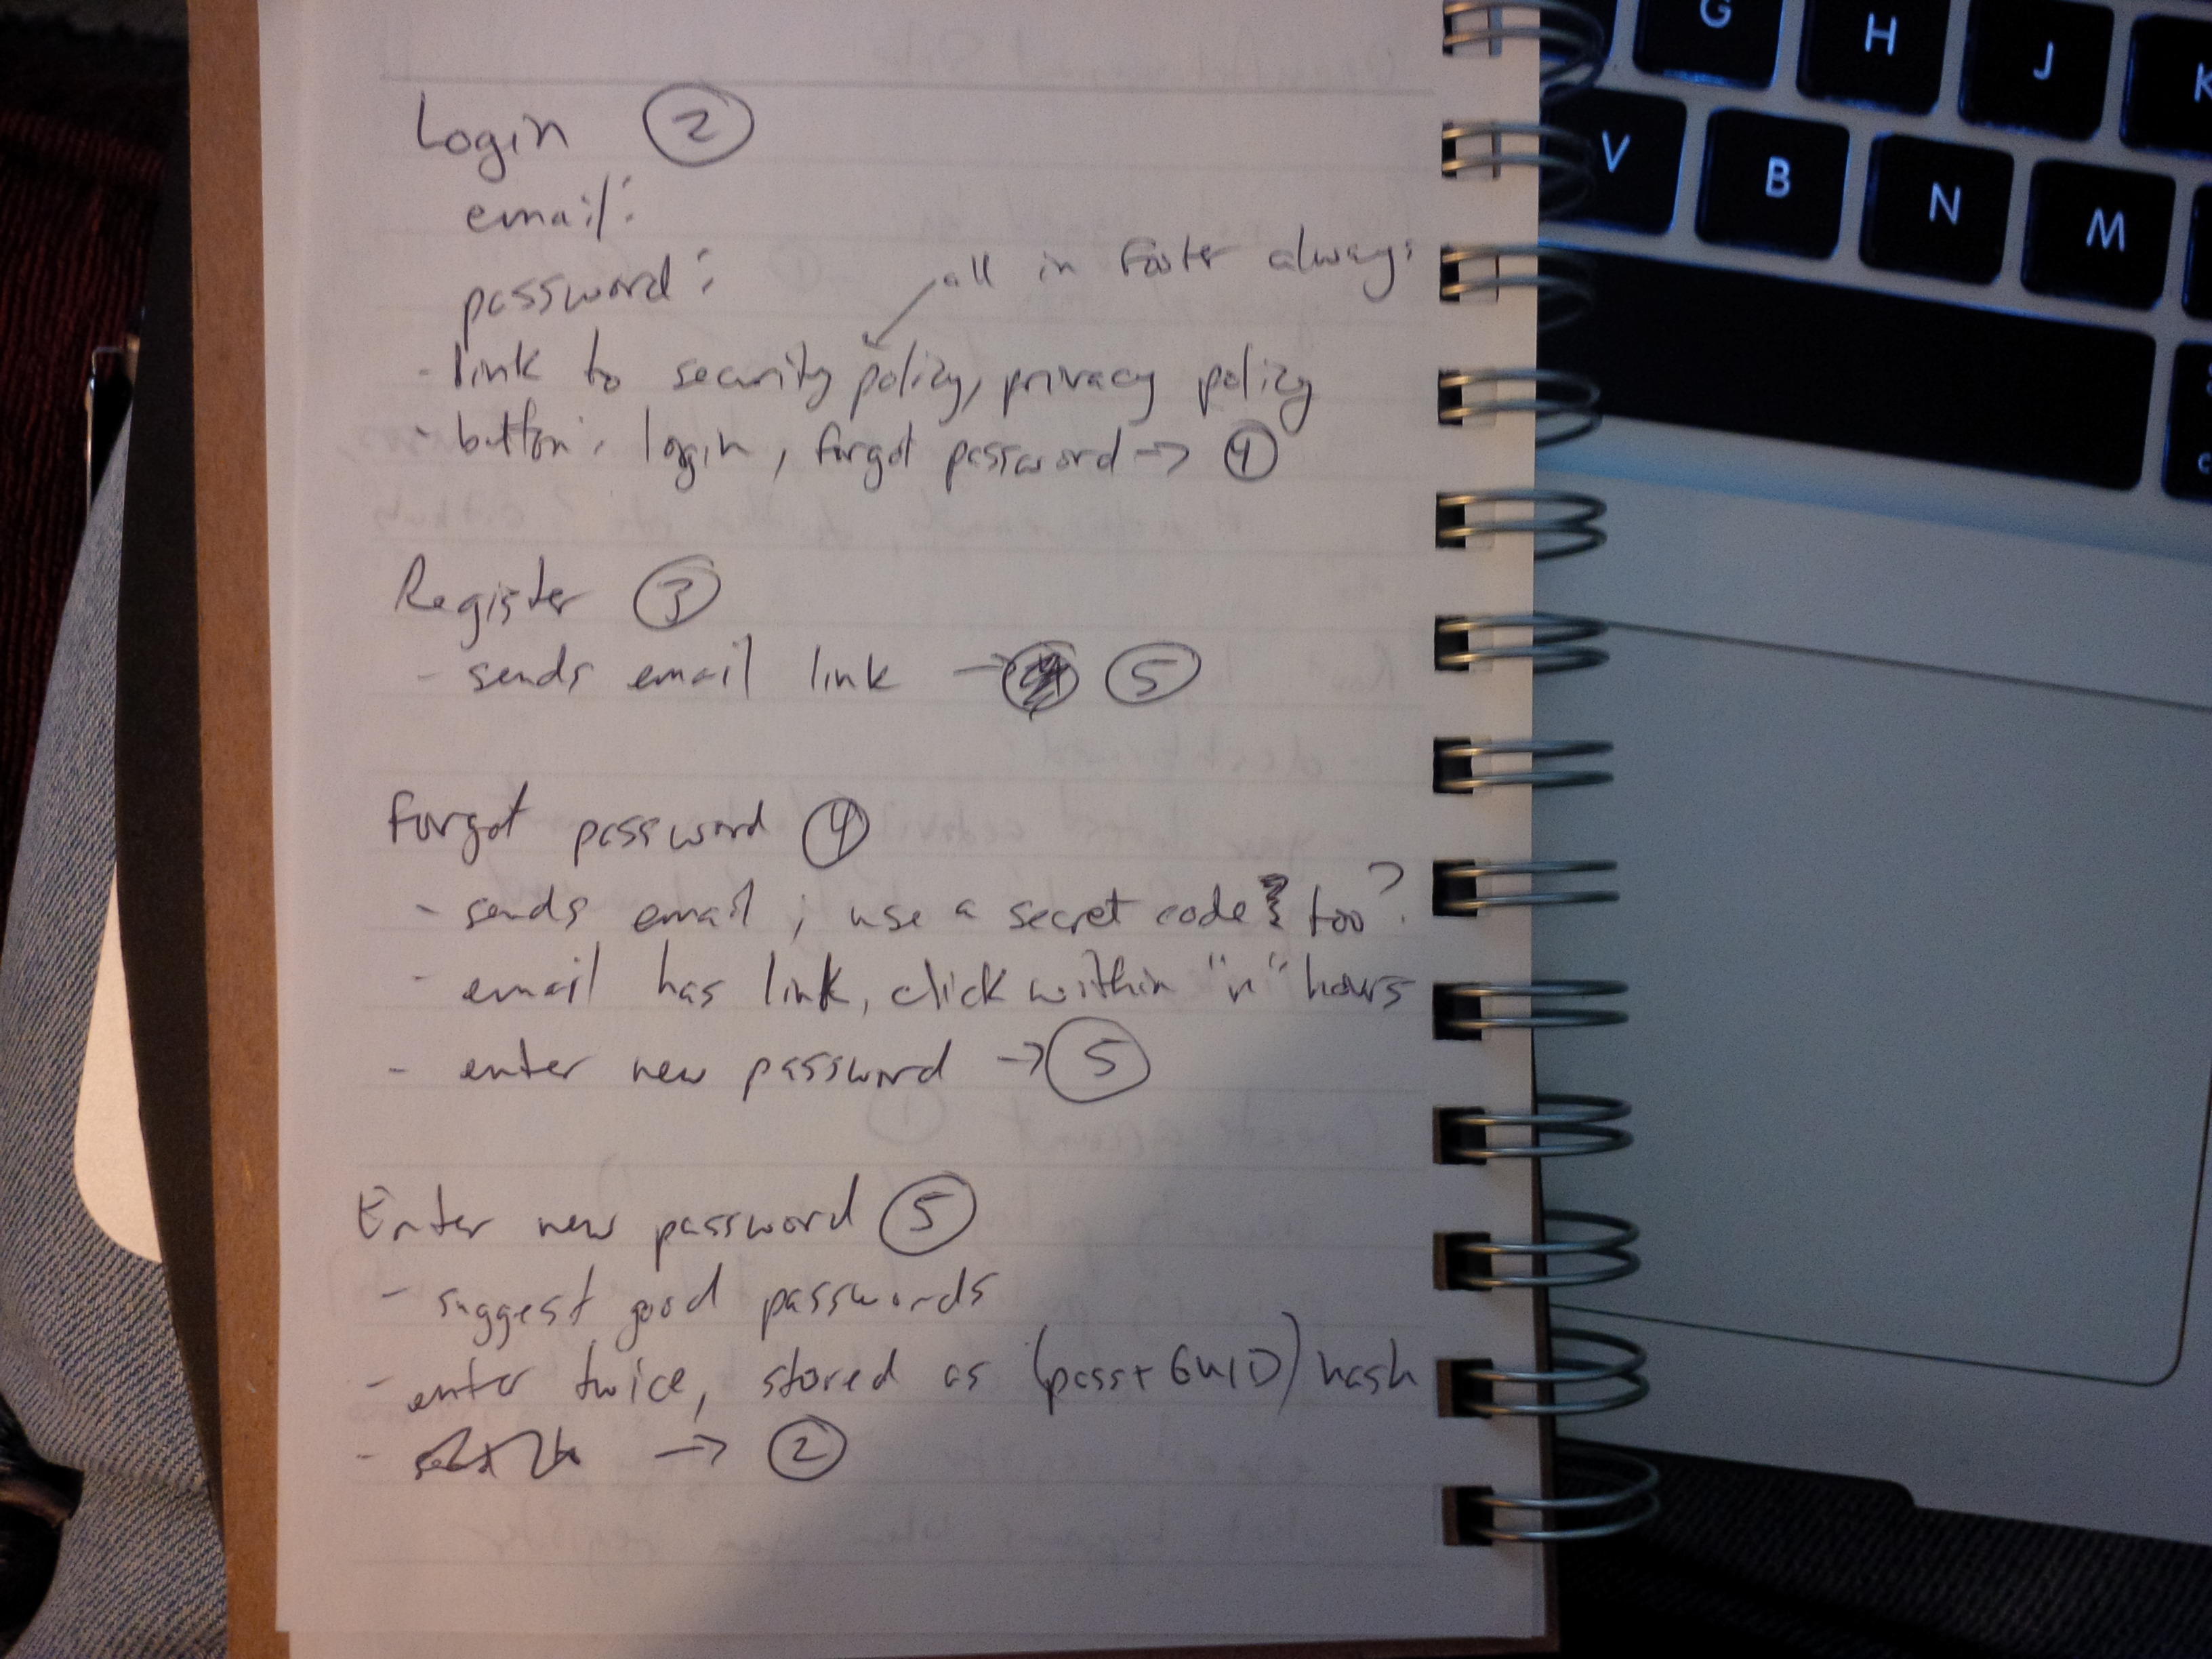 Login ②
email:
password:
all in footer always
- link to security policy, privacy policy
- button: login, forgot password → ④
Register ③
- sends email link → ⑤
Forgot password ④
- sends email; use a secret code too?
- email has link, click within "n" hours
- enter new password → ⑤
Enter new password ⑤
- suggest good passwords
- enter twice, stored as (pass+GUID) hash
- → ②
G H J K
V B N M